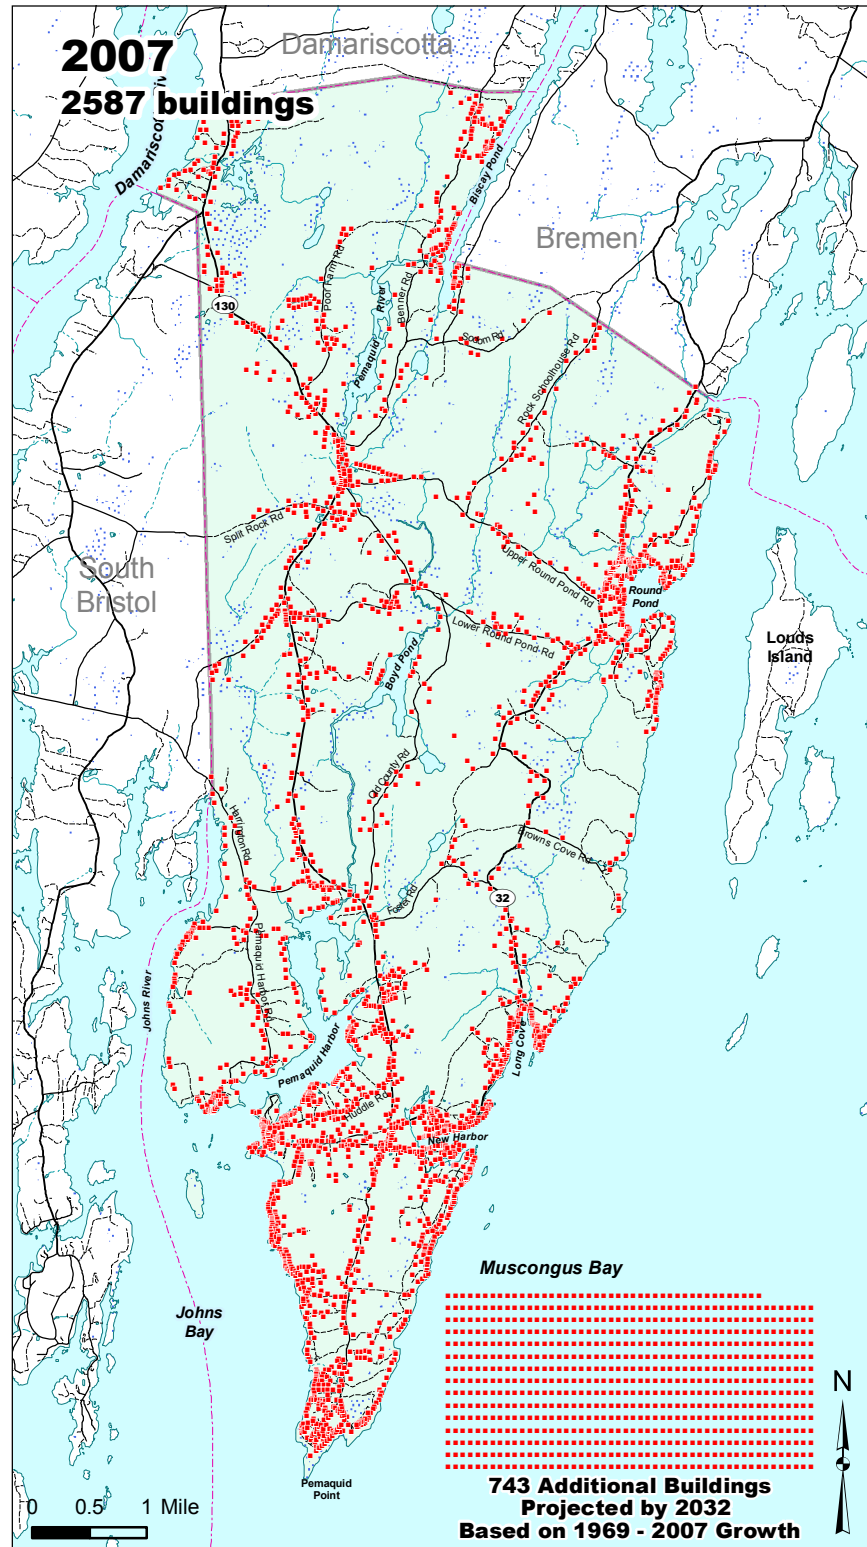 2007
2587 buildings
Damariscotta
Damariscotta River
Biscay Pond
Bremen
Poor Farm Rd
130
Benner Rd
Pemaquid River
Sodom Rd
Rock Schoolhouse Rd
Split Rock Rd
Upper Round Pond Rd
South
Bristol
Round
Pond
Lower Round Pond Rd
Louds
Island
Boyd Pond
Old County Rd
Harrington Rd
Browns Cove Rd
Foster Rd
32
Pemaquid Harbor Rd
Johns River
Long Cove
Pemaquid Harbor
Huddle Rd
New Harbor
Muscongus Bay
Johns
Bay
N
Pemaquid
Point
743 Additional Buildings
Projected by 2032
Based on 1969 - 2007 Growth
0 0.5 1 Mile